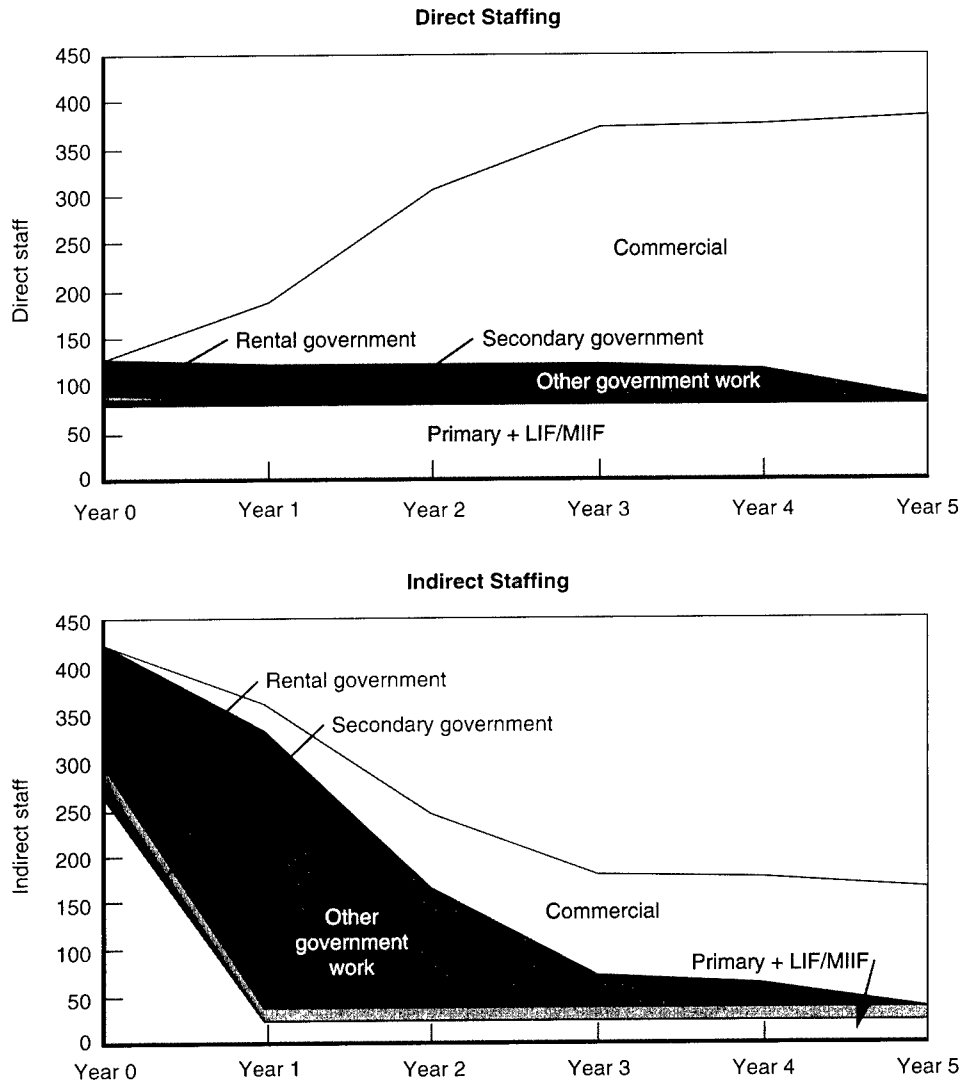 Direct Staffing
450
400
350
300
250
200
150
100
50
0
Direct staff
Commercial
Rental government
Secondary government
Other government work
Primary + LIF/MIIF
Year 0 Year 1 Year 2 Year 3 Year 4 Year 5
Indirect Staffing
450
400
350
300
250
200
150
100
50
0
Indirect staff
Rental government
Secondary government
Commercial
Other
government
work
Primary + LIF/MIIF
Year 0 Year 1 Year 2 Year 3 Year 4 Year 5